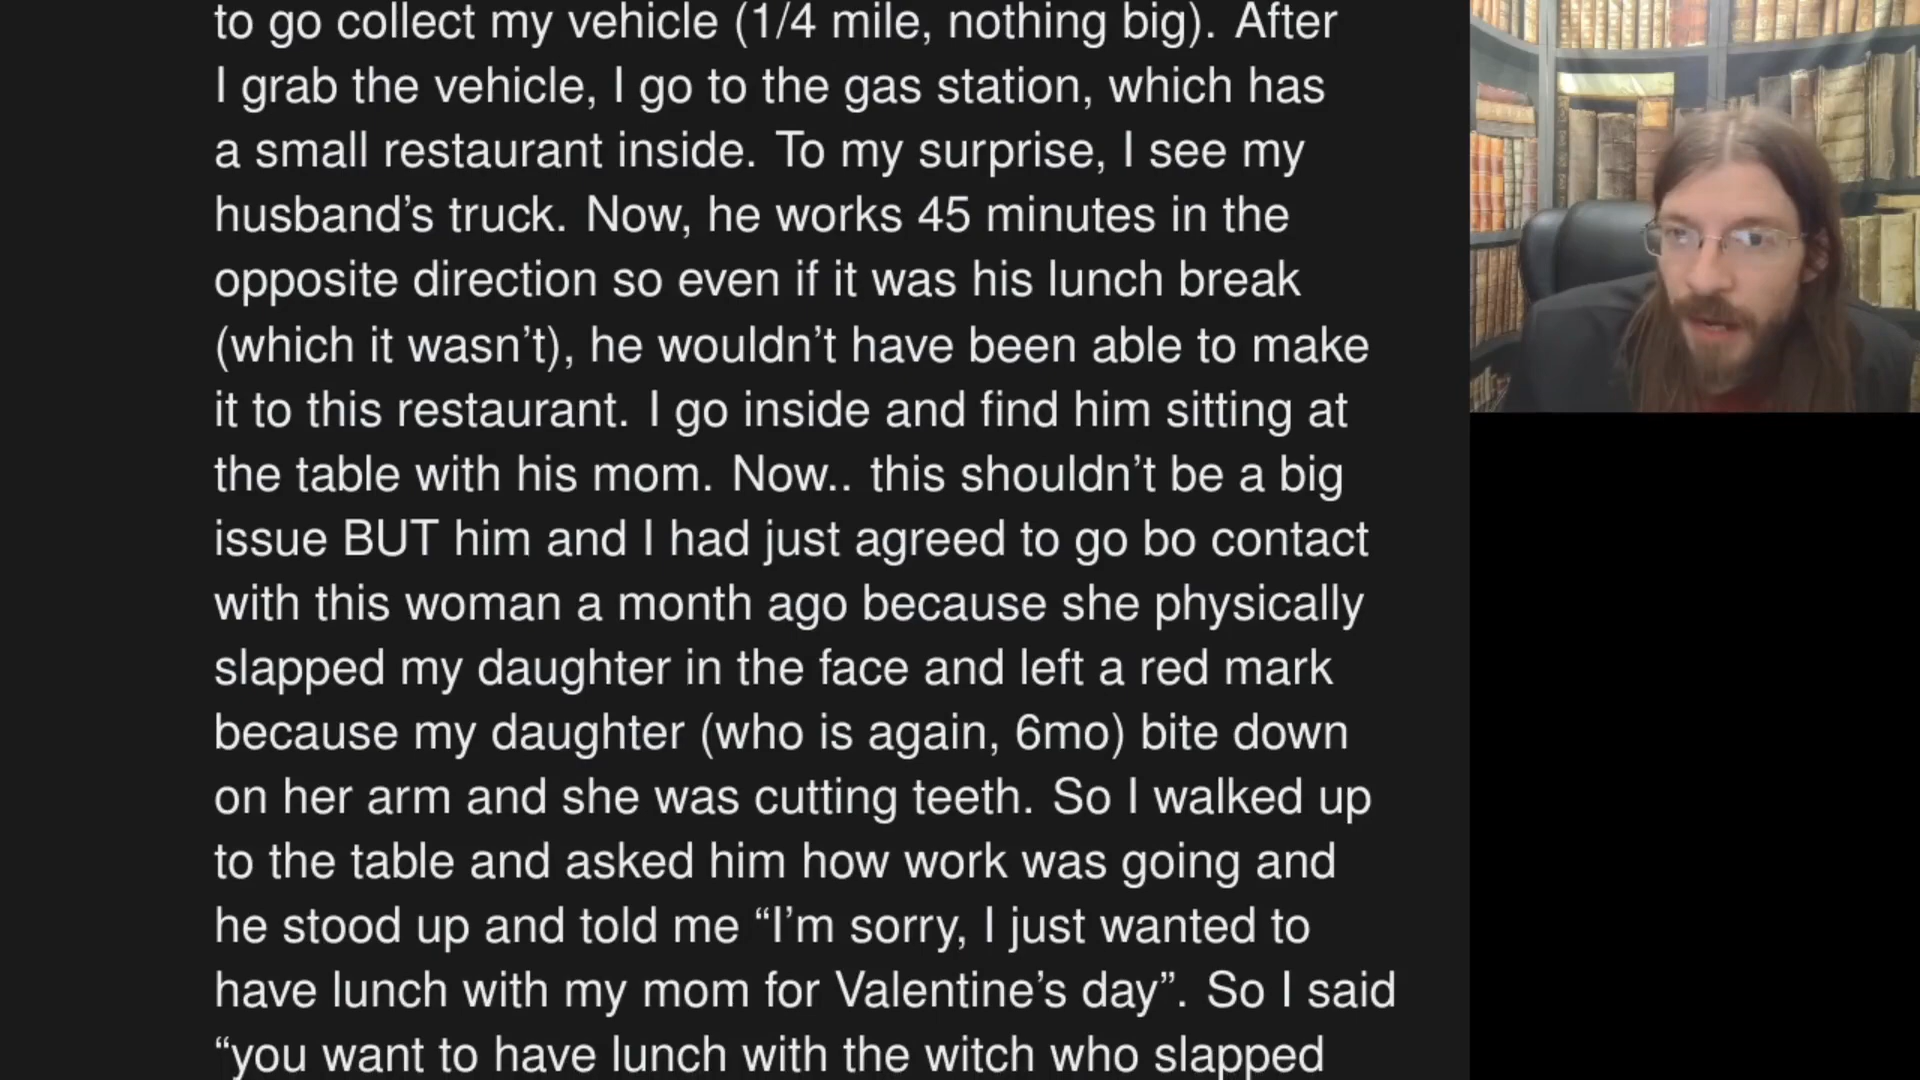 to go collect my vehicle (1/4 mile, nothing big). After
I grab the vehicle, I go to the gas station, which has
a small restaurant inside. To my surprise, I see my
husband’s truck. Now, he works 45 minutes in the
opposite direction so even if it was his lunch break
(which it wasn’t), he wouldn’t have been able to make
it to this restaurant. I go inside and find him sitting at
the table with his mom. Now.. this shouldn’t be a big
issue BUT him and I had just agreed to go bo contact
with this woman a month ago because she physically
slapped my daughter in the face and left a red mark
because my daughter (who is again, 6mo) bite down
on her arm and she was cutting teeth. So I walked up
to the table and asked him how work was going and
he stood up and told me “I’m sorry, I just wanted to
have lunch with my mom for Valentine’s day”. So I said
“you want to have lunch with the witch who slapped